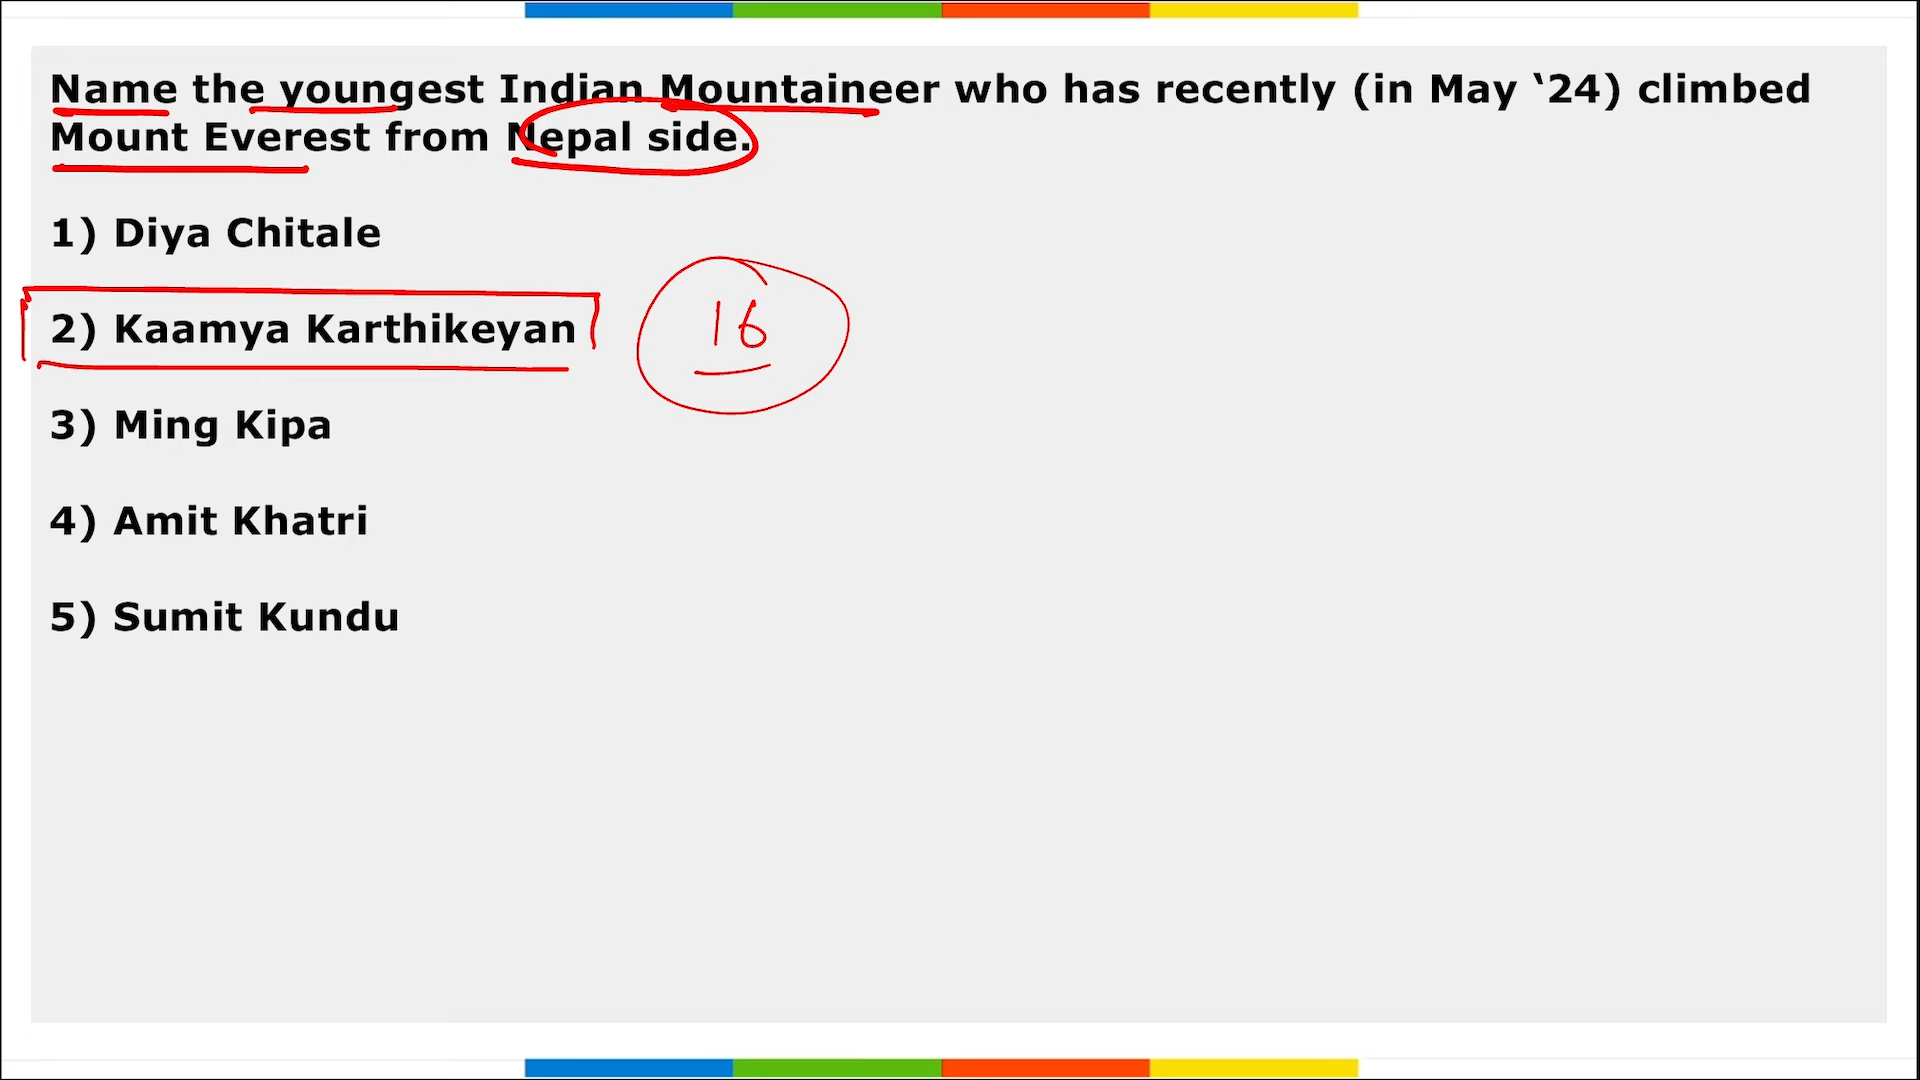 Name the youngest Indian Mountaineer who has recently (in May ‘24) climbed
Mount Everest from Nepal side.
1) Diya Chitale
2) Kaamya Karthikeyan
16
3) Ming Kipa
4) Amit Khatri
5) Sumit Kundu